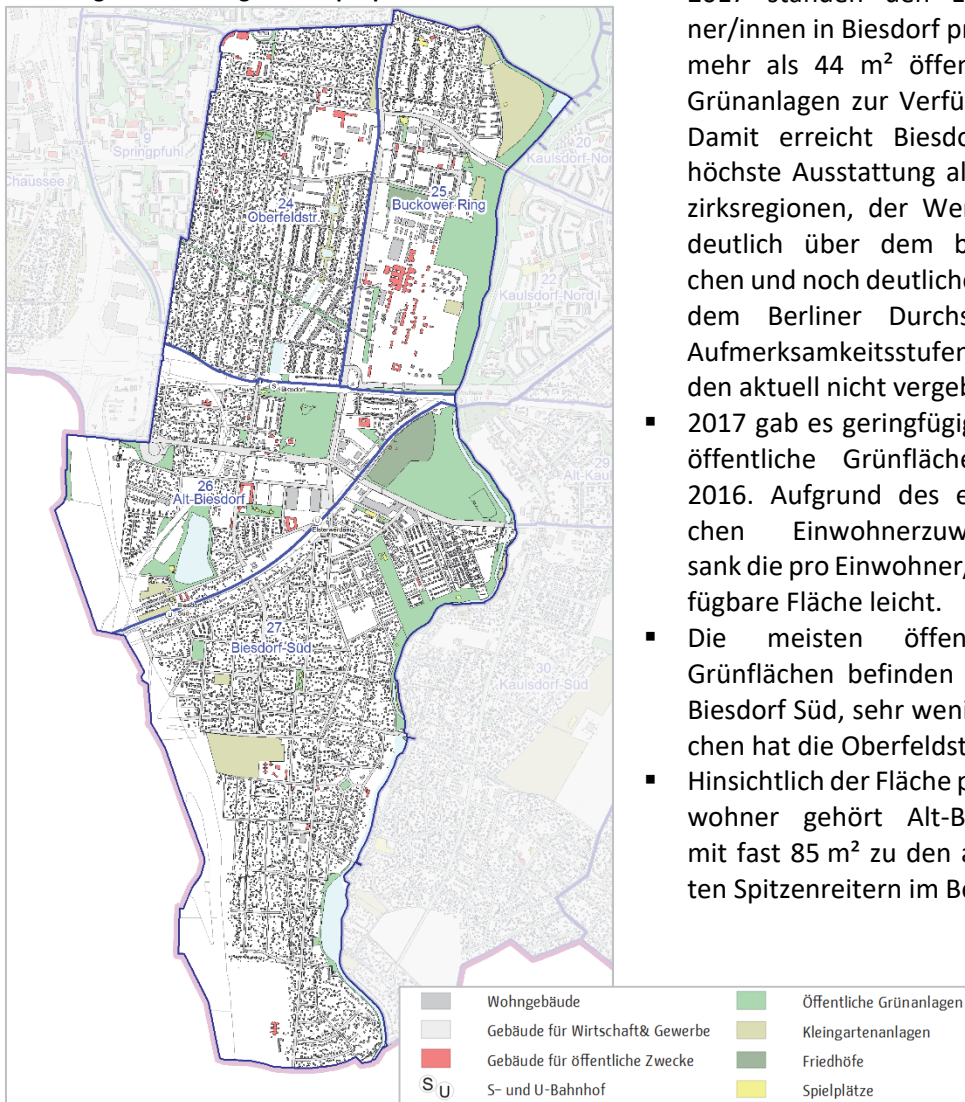 2017 standen den
ner/innen in Biesdorf
mehr als 44 m² öffen
Grünanlagen zur Verfü
Damit erreicht Biesdo
höchste Ausstattung al
zirksregionen, der Wer
deutlich über dem b
chen und noch deutliche
dem Berliner Durchs
Aufmerksamkeitsstufen
den aktuell nicht vergeb
▪ 2017 gab es geringfügig
öffentliche Grünfläche
2016. Aufgrund des e
chen Einwohnerzuw
sank die pro Einwohner/
fügbare Fläche leicht.
▪ Die meisten öffen
Grünflächen befinden
Biesdorf Süd, sehr weni
chen hat die Oberfeldst
▪ Hinsichtlich der Fläche p
wohner gehört Alt-B
mit fast 85 m² zu den a
ten Spitzenreitern im Be
9
Springpfuhl
Chaussee
20
Kaulsdorf-Nor
24
Oberfeldstr.
25
Buckower Ring
22
Kaulsdorf-Nord I
S Biesdorf
26
Alt-Biesdorf
29
Alt-Kau
Elsterwerdaer
U
Biesdorf
Süd
27
Biesdorf-Süd
30
Kaulsdorf-Süd
Wohngebäude
Gebäude für Wirtschaft& Gewerbe
Gebäude für öffentliche Zwecke
S U S- und U-Bahnhof
Öffentliche Grünanlagen
Kleingartenanlagen
Friedhöfe
Spielplätze